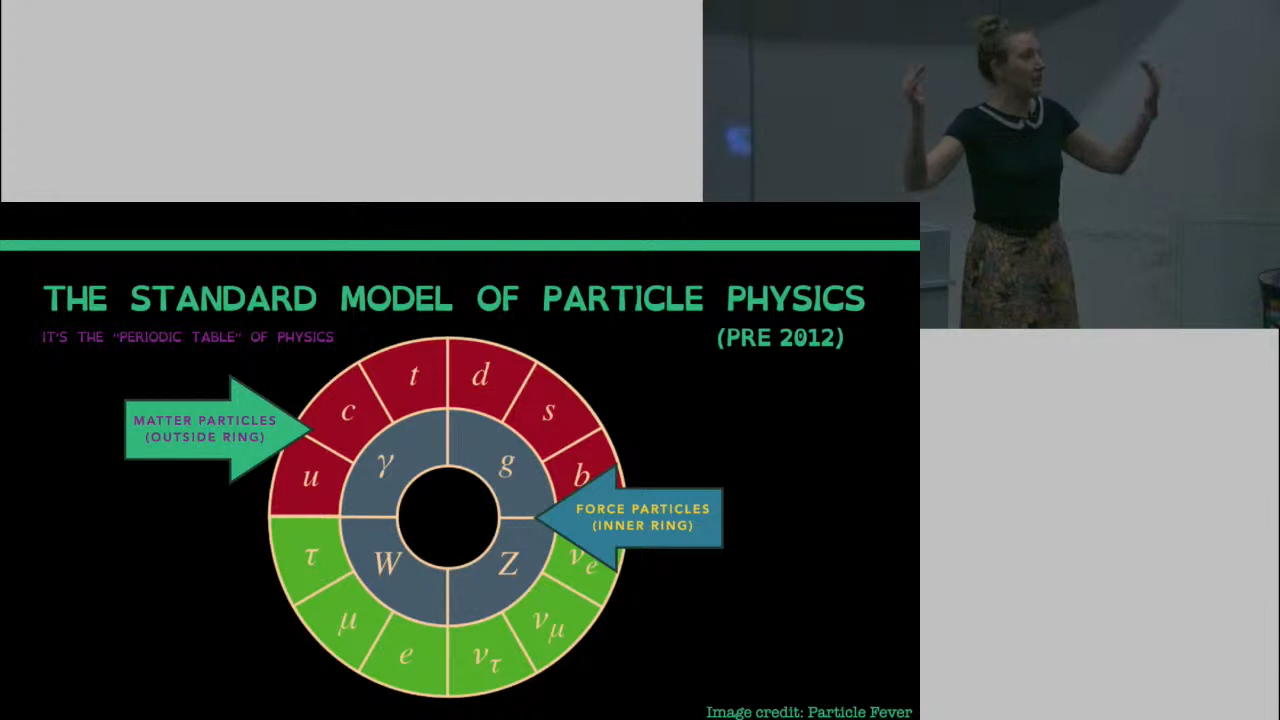 THE STANDARD MODEL OF PARTICLE PHYSICS
IT'S THE "PERIODIC TABLE" OF PHYSICS
(PRE 2012)
t
d
c
s
MATTER PARTICLES
(OUTSIDE RING)
γ
g
u
b
FORCE PARTICLES
(INNER RING)
τ
W
Z
νe
μ
νμ
e
ντ
Image credit: Particle Fever